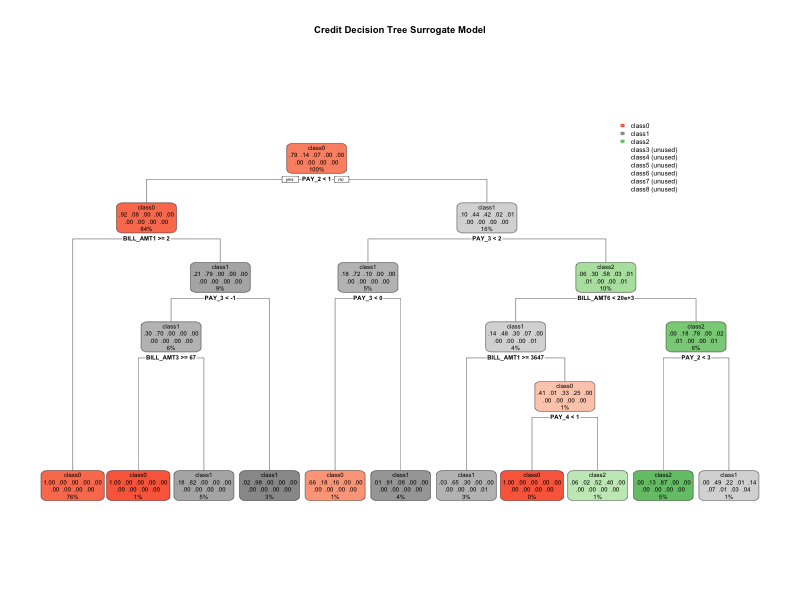 Credit Decision Tree Surrogate Model
class0
class1
class2
class3 (unused)
class4 (unused)
class5 (unused)
class6 (unused)
class7 (unused)
class8 (unused)
class0
.79 .14 .07 .00 .00
.00 .00 .00 .00
100%
yes PAY_2 < 1 no
class0
.92 .08 .00 .00 .00
.00 .00 .00 .00
84%
class1
.10 .44 .42 .02 .01
.00 .00 .00 .00
16%
BILL_AMT1 >= 2
PAY_3 < 2
class1
.21 .79 .00 .00 .00
.00 .00 .00 .00
9%
class1
.18 .72 .10 .00 .00
.00 .00 .00 .00
5%
class2
.06 .30 .58 .03 .01
.01 .00 .00 .01
10%
PAY_3 < -1
PAY_3 < 0
BILL_AMT6 < 20e+3
class1
.30 .70 .00 .00 .00
.00 .00 .00 .00
6%
class1
.14 .48 .30 .07 .00
.00 .00 .00 .01
4%
class2
.00 .18 .78 .00 .02
.01 .00 .00 .01
6%
BILL_AMT3 >= 67
BILL_AMT1 >= 3647
PAY_2 < 3
class0
.41 .01 .33 .25 .00
.00 .00 .00 .00
1%
PAY_4 < 1
class0
1.00 .00 .00 .00 .00
.00 .00 .00 .00
76%
class0
1.00 .00 .00 .00 .00
.00 .00 .00 .00
1%
class1
.18 .82 .00 .00 .00
.00 .00 .00 .00
5%
class1
.02 .98 .00 .00 .00
.00 .00 .00 .00
3%
class0
.66 .18 .16 .00 .00
.00 .00 .00 .00
1%
class1
.01 .91 .08 .00 .00
.00 .00 .00 .00
4%
class1
.03 .65 .30 .00 .00
.00 .00 .00 .01
3%
class0
1.00 .00 .00 .00 .00
.00 .00 .00 .00
0%
class2
.06 .02 .52 .40 .00
.00 .00 .00 .00
1%
class2
.00 .13 .87 .00 .00
.00 .00 .00 .00
5%
class1
.00 .49 .22 .01 .14
.07 .01 .03 .04
1%